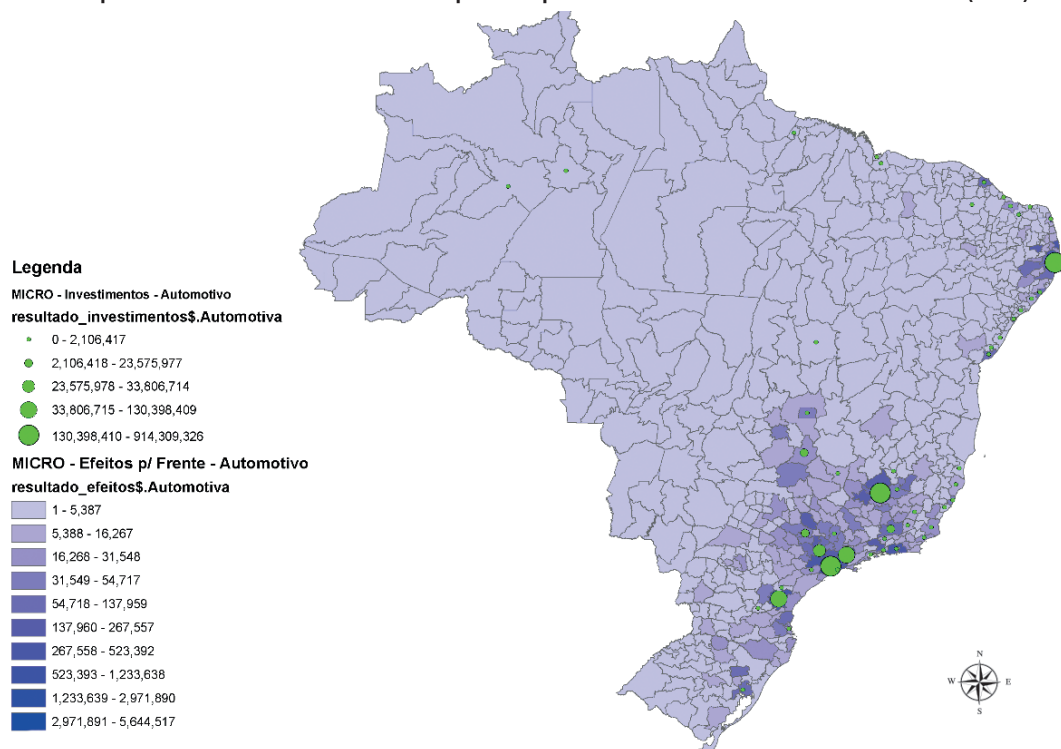 Legenda
MICRO - Investimentos - Automotivo
resultado_investimentos$.Automotiva
0 - 2,106,417
2,106,418 - 23,575,977
23,575,978 - 33,806,714
33,806,715 - 130,398,409
130,398,410 - 914,309,326
MICRO - Efeitos p/ Frente - Automotivo
resultado_efeitos$.Automotiva
1 - 5,387
5,388 - 16,267
16,268 - 31,548
31,549 - 54,717
54,718 - 137,959
137,960 - 267,557
267,558 - 523,392
523,393 - 1,233,638
1,233,639 - 2,971,890
2,971,891 - 5,644,517
N
W E
S